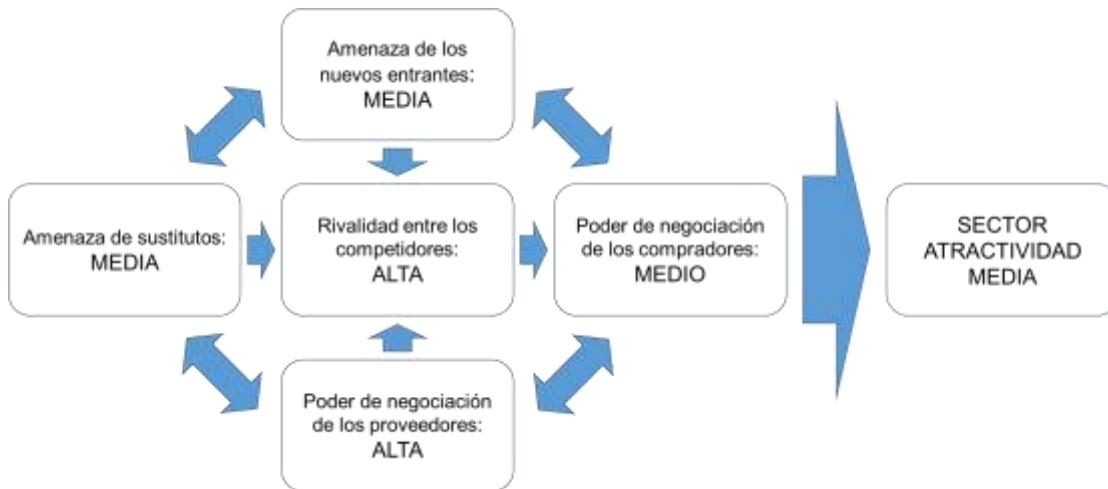 Amenaza de los
nuevos entrantes:
MEDIA
Amenaza de sustitutos:
MEDIA
Rivalidad entre los
competidores:
ALTA
Poder de negociación
de los compradores:
MEDIO
SECTOR
ATRACTIVIDAD
MEDIA
Poder de negociación
de los proveedores:
ALTA